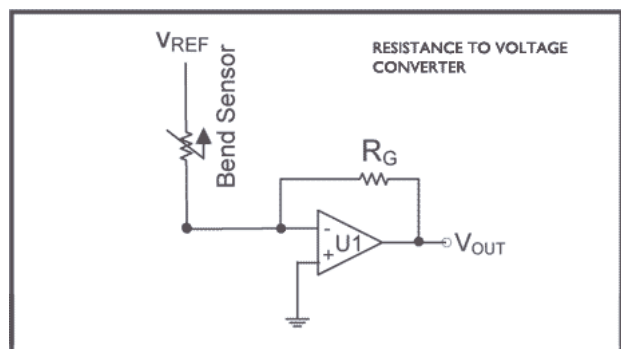 VREF
RESISTANCE TO VOLTAGE
CONVERTER
Bend Sensor
RG
-
U1
+
VOUT